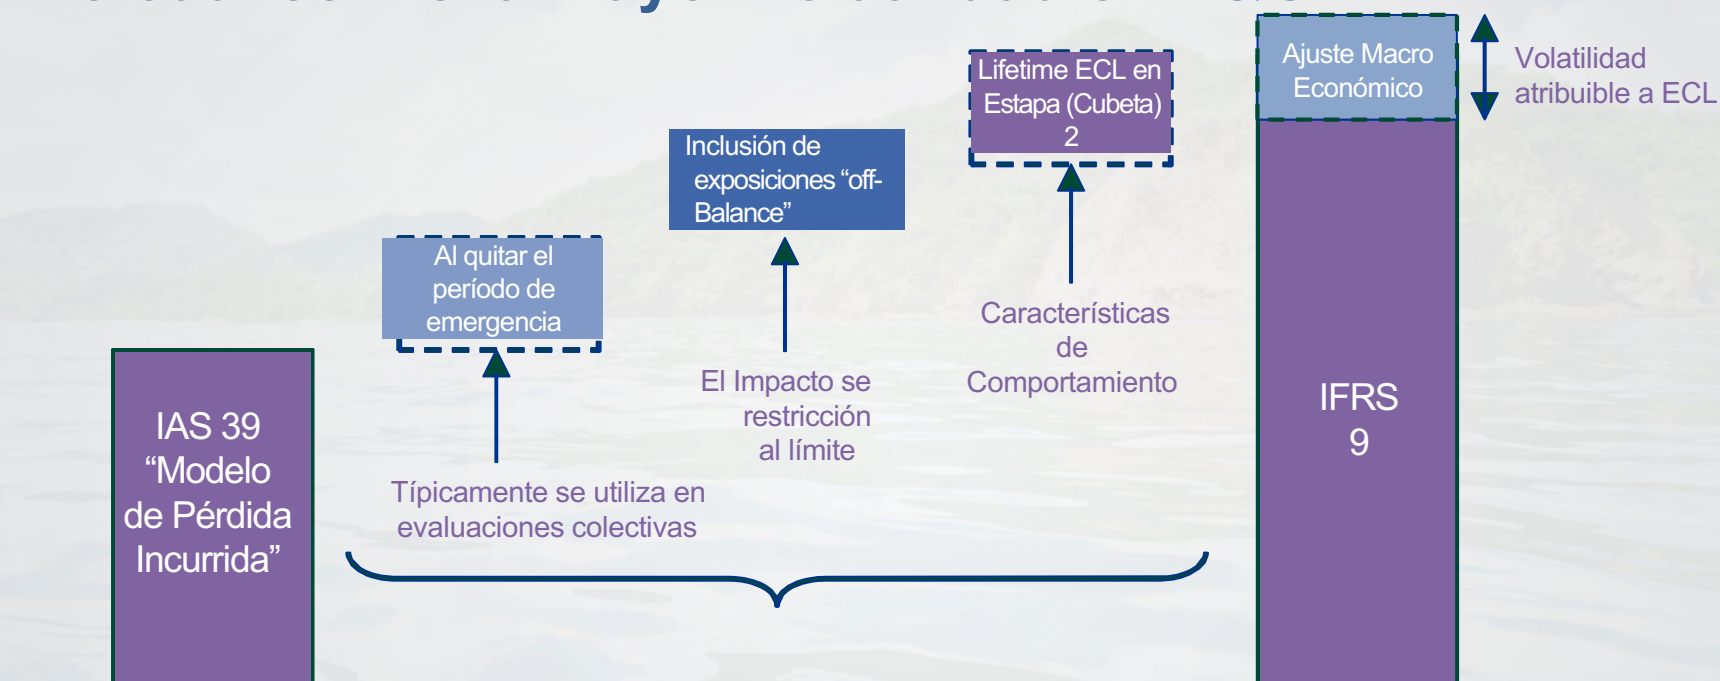 Ajuste Macro
Económico
Volatilidad
atribuible a ECL
Lifetime ECL en
Estapa (Cubeta)
2
Inclusión de
exposiciones “off-
Balance”
Al quitar el
período de
emergencia
Características
de
Comportamiento
El Impacto se
restricción
al límite
Típicamente se utiliza en
evaluaciones colectivas
IAS 39
“Modelo
de Pérdida
Incurrida”
IFRS
9